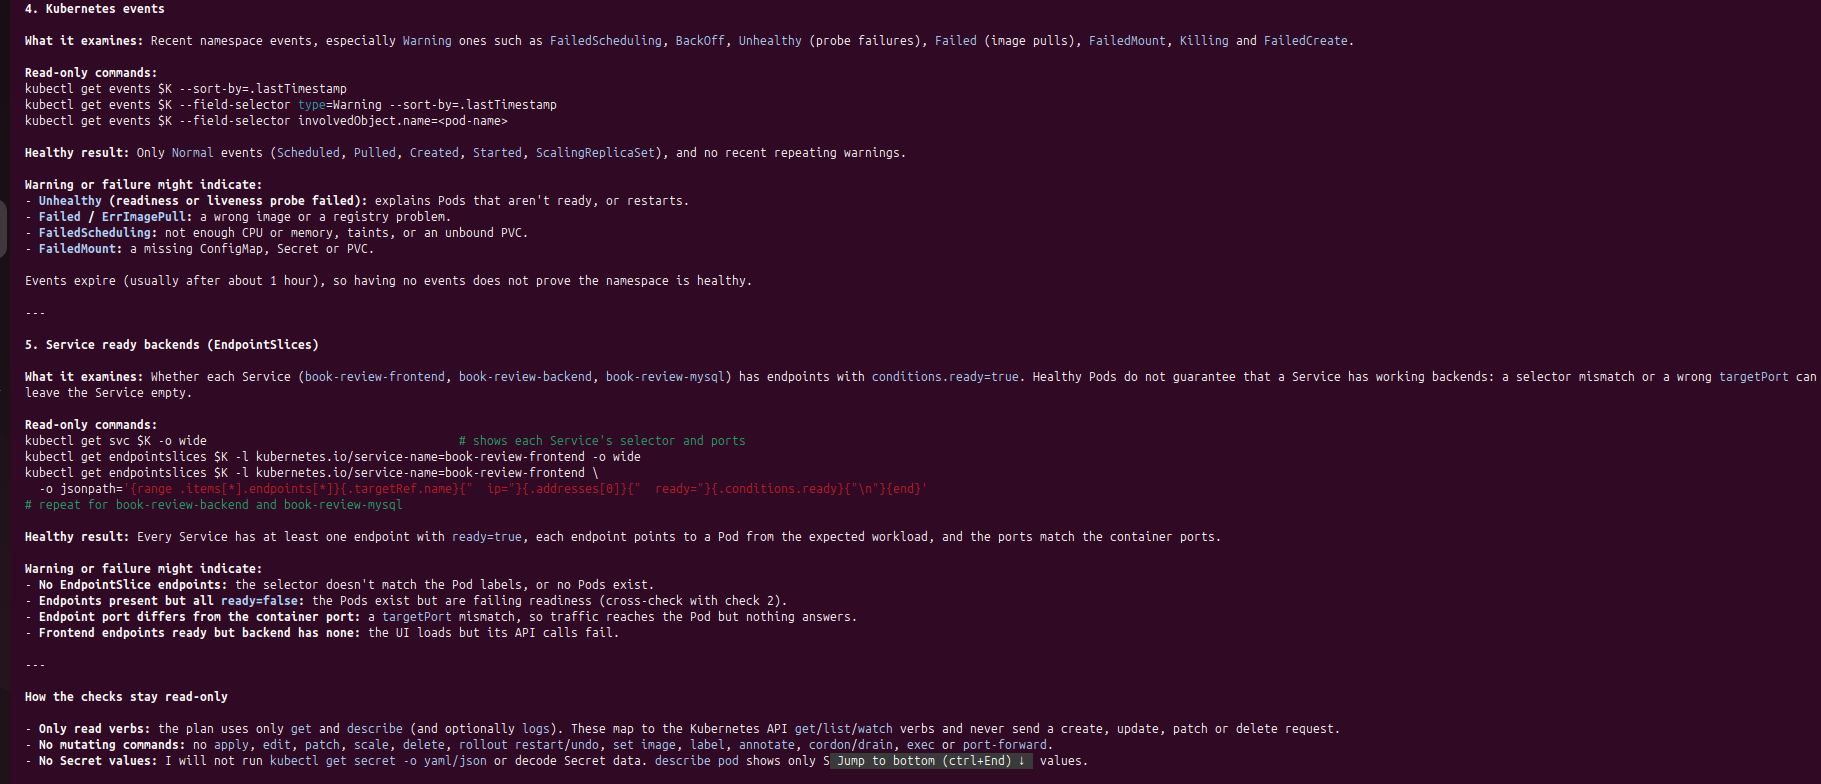 4. Kubernetes events
What it examines: Recent namespace events, especially Warning ones such as FailedScheduling, BackOff, Unhealthy (probe failures), Failed (image pulls), FailedMount, Killing and FailedCreate.
Read-only commands:
kubectl get events $K --sort-by=.lastTimestamp
kubectl get events $K --field-selector type=Warning --sort-by=.lastTimestamp
kubectl get events $K --field-selector involvedObject.name=<pod-name>
Healthy result: Only Normal events (Scheduled, Pulled, Created, Started, ScalingReplicaSet), and no recent repeating warnings.
Warning or failure might indicate:
- Unhealthy (readiness or liveness probe failed): explains Pods that aren't ready, or restarts.
- Failed / ErrImagePull: a wrong image or a registry problem.
- FailedScheduling: not enough CPU or memory, taints, or an unbound PVC.
- FailedMount: a missing ConfigMap, Secret or PVC.
Events expire (usually after about 1 hour), so having no events does not prove the namespace is healthy.
---
5. Service ready backends (EndpointSlices)
What it examines: Whether each Service (book-review-frontend, book-review-backend, book-review-mysql) has endpoints with conditions.ready=true. Healthy Pods do not guarantee that a Service has working backends: a selector mismatch or a wrong targetPort can
leave the Service empty.
Read-only commands:
kubectl get svc $K -o wide # shows each Service's selector and ports
kubectl get endpointslices $K -l kubernetes.io/service-name=book-review-frontend -o wide
kubectl get endpointslices $K -l kubernetes.io/service-name=book-review-frontend \
-o jsonpath='{range .items[*].endpoints[*]}{.targetRef.name}{"  ip="}{.addresses[0]}{"  ready="}{.conditions.ready}{"\n"}{end}'
# repeat for book-review-backend and book-review-mysql
Healthy result: Every Service has at least one endpoint with ready=true, each endpoint points to a Pod from the expected workload, and the ports match the container ports.
Warning or failure might indicate:
- No EndpointSlice endpoints: the selector doesn't match the Pod labels, or no Pods exist.
- Endpoints present but all ready=false: the Pods exist but are failing readiness (cross-check with check 2).
- Endpoint port differs from the container port: a targetPort mismatch, so traffic reaches the Pod but nothing answers.
- Frontend endpoints ready but backend has none: the UI loads but its API calls fail.
---
How the checks stay read-only
- Only read verbs: the plan uses only get and describe (and optionally logs). These map to the Kubernetes API get/list/watch verbs and never send a create, update, patch or delete request.
- No mutating commands: no apply, edit, patch, scale, delete, rollout restart/undo, set image, label, annotate, cordon/drain, exec or port-forward.
- No Secret values: I will not run kubectl get secret -o yaml/json or decode Secret data. describe pod shows only S Jump to bottom (ctrl+End) ↓ values.